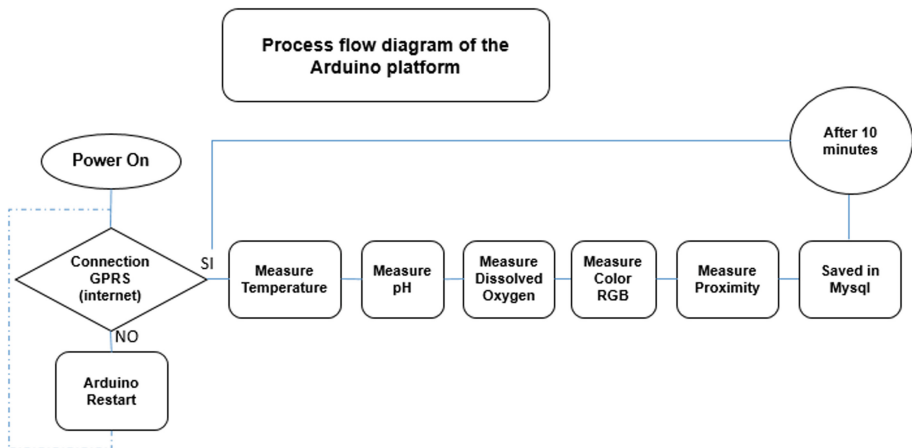 Process flow diagram of the
Arduino platform
After 10
minutes
Power On
Connection
GPRS
(internet)
SI
Measure
Temperature
Measure
pH
Measure
Dissolved
Oxygen
Measure
Color
RGB
Measure
Proximity
Saved in
Mysql
NO
Arduino
Restart